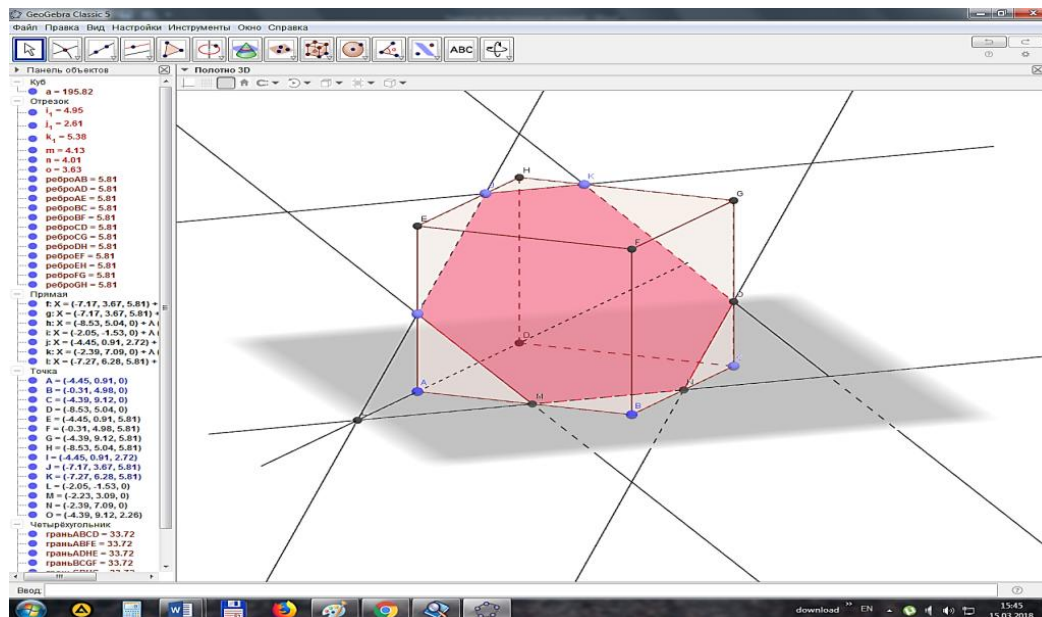 GeoGebra Classic 5
Файл Правка Вид Настройки Инструменты Окно Справка
ABC
Панель объектов
Полотно 3D
Куб
a = 195.82
Отрезок
i₁ = 4.95
j₁ = 2.61
k₁ = 5.38
m = 4.13
n = 4.01
o = 3.63
реброAB = 5.81
реброAD = 5.81
реброAE = 5.81
реброBC = 5.81
реброBF = 5.81
реброCD = 5.81
реброCG = 5.81
реброDH = 5.81
реброEF = 5.81
реброEH = 5.81
реброFG = 5.81
реброGH = 5.81
Прямая
f: X = (-7.17, 3.67, 5.81) +
g: X = (-7.17, 3.67, 5.81) +
h: X = (-8.53, 5.04, 0) + λ (
i: X = (-2.05, -1.53, 0) + λ
j: X = (-4.45, 0.91, 2.72) +
k: X = (-2.39, 7.09, 0) + λ (
l: X = (-7.27, 6.28, 5.81) +
Точка
A = (-4.45, 0.91, 0)
B = (-0.31, 4.98, 0)
C = (-4.39, 9.12, 0)
D = (-8.53, 5.04, 0)
E = (-4.45, 0.91, 5.81)
F = (-0.31, 4.98, 5.81)
G = (-4.39, 9.12, 5.81)
H = (-8.53, 5.04, 5.81)
I = (-4.45, 0.91, 2.72)
J = (-7.17, 3.67, 5.81)
K = (-7.27, 6.28, 5.81)
L = (-2.05, -1.53, 0)
M = (-2.23, 3.09, 0)
N = (-2.39, 7.09, 0)
O = (-4.39, 9.12, 2.26)
Четырёхугольник
граньABCD = 33.72
граньABFE = 33.72
граньADHE = 33.72
граньBCGF = 33.72
H
K
J
G
E
F
D
A
M
B
N
Ввод:
download
EN
15:45
15.03.2018